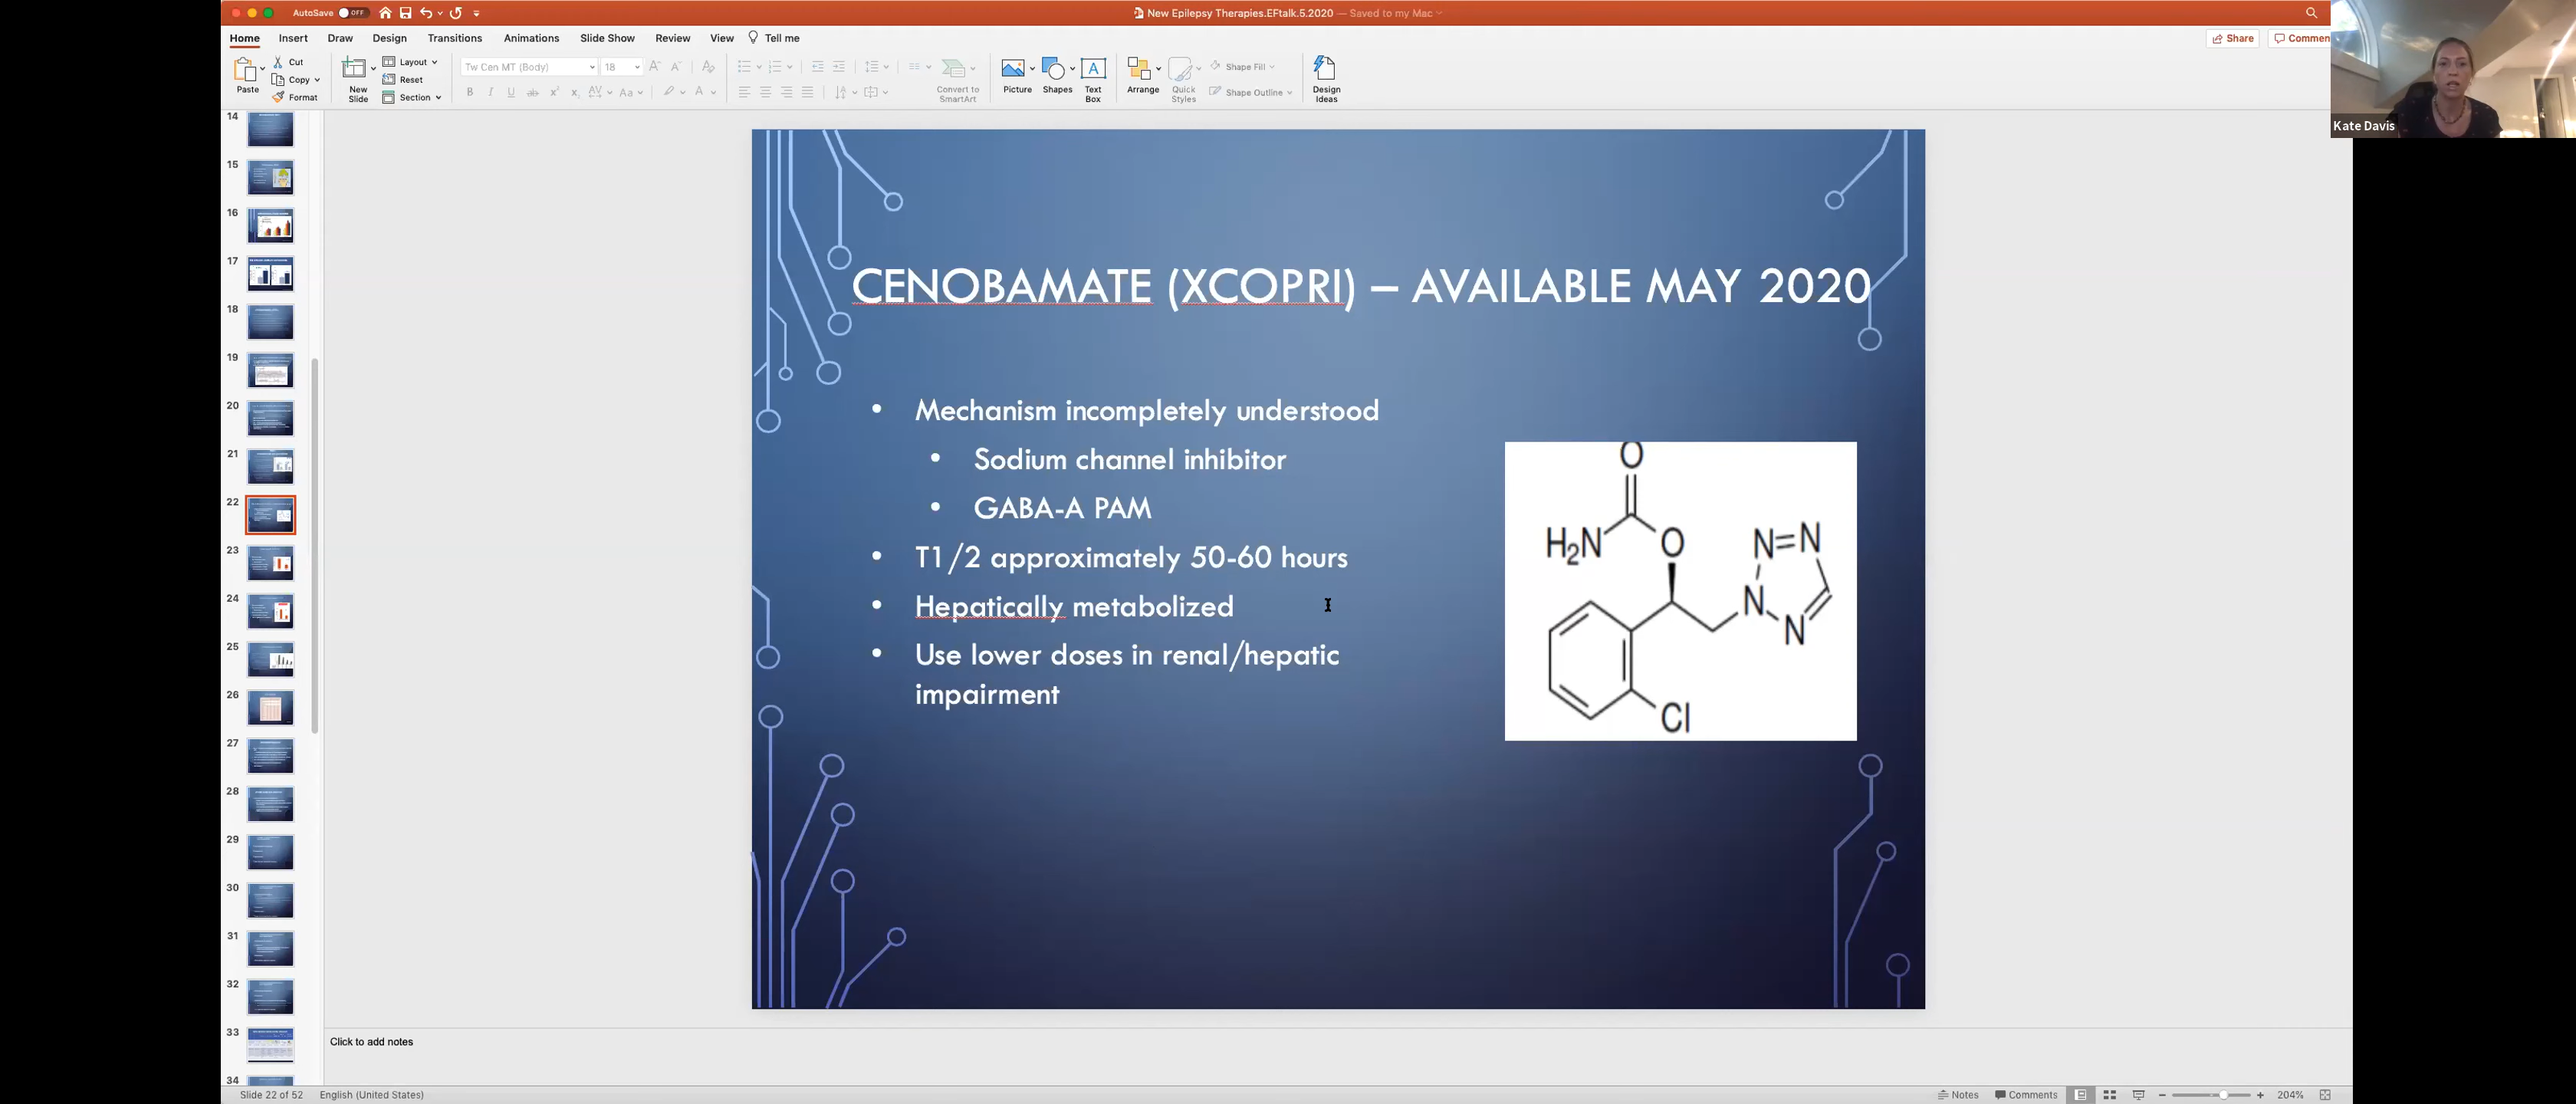 AutoSave OFF
New Epilepsy Therapies.EFtalk.5.2020 — Saved to my Mac
Home Insert Draw Design Transitions Animations Slide Show Review View Tell me
Share Commen
Paste
Cut
Copy
Format
New
Slide
Layout
Reset
Section
Tw Cen MT (Body) 18
Convert to
SmartArt
Picture
Shapes
Text
Box
Arrange
Quick
Styles
Shape Fill
Shape Outline
Design
Ideas
Kate Davis
14
15
16
17
18
19
20
21
22
23
24
25
26
27
28
29
30
31
32
33
34
CENOBAMATE (XCOPRI) – AVAILABLE MAY 2020
• Mechanism incompletely understood
• Sodium channel inhibitor
• GABA-A PAM
• T1/2 approximately 50-60 hours
• Hepatically metabolized
• Use lower doses in renal/hepatic
impairment
O
H₂N O N=N
N
N
Cl
Click to add notes
Slide 22 of 52 English (United States)
Notes Comments 204%